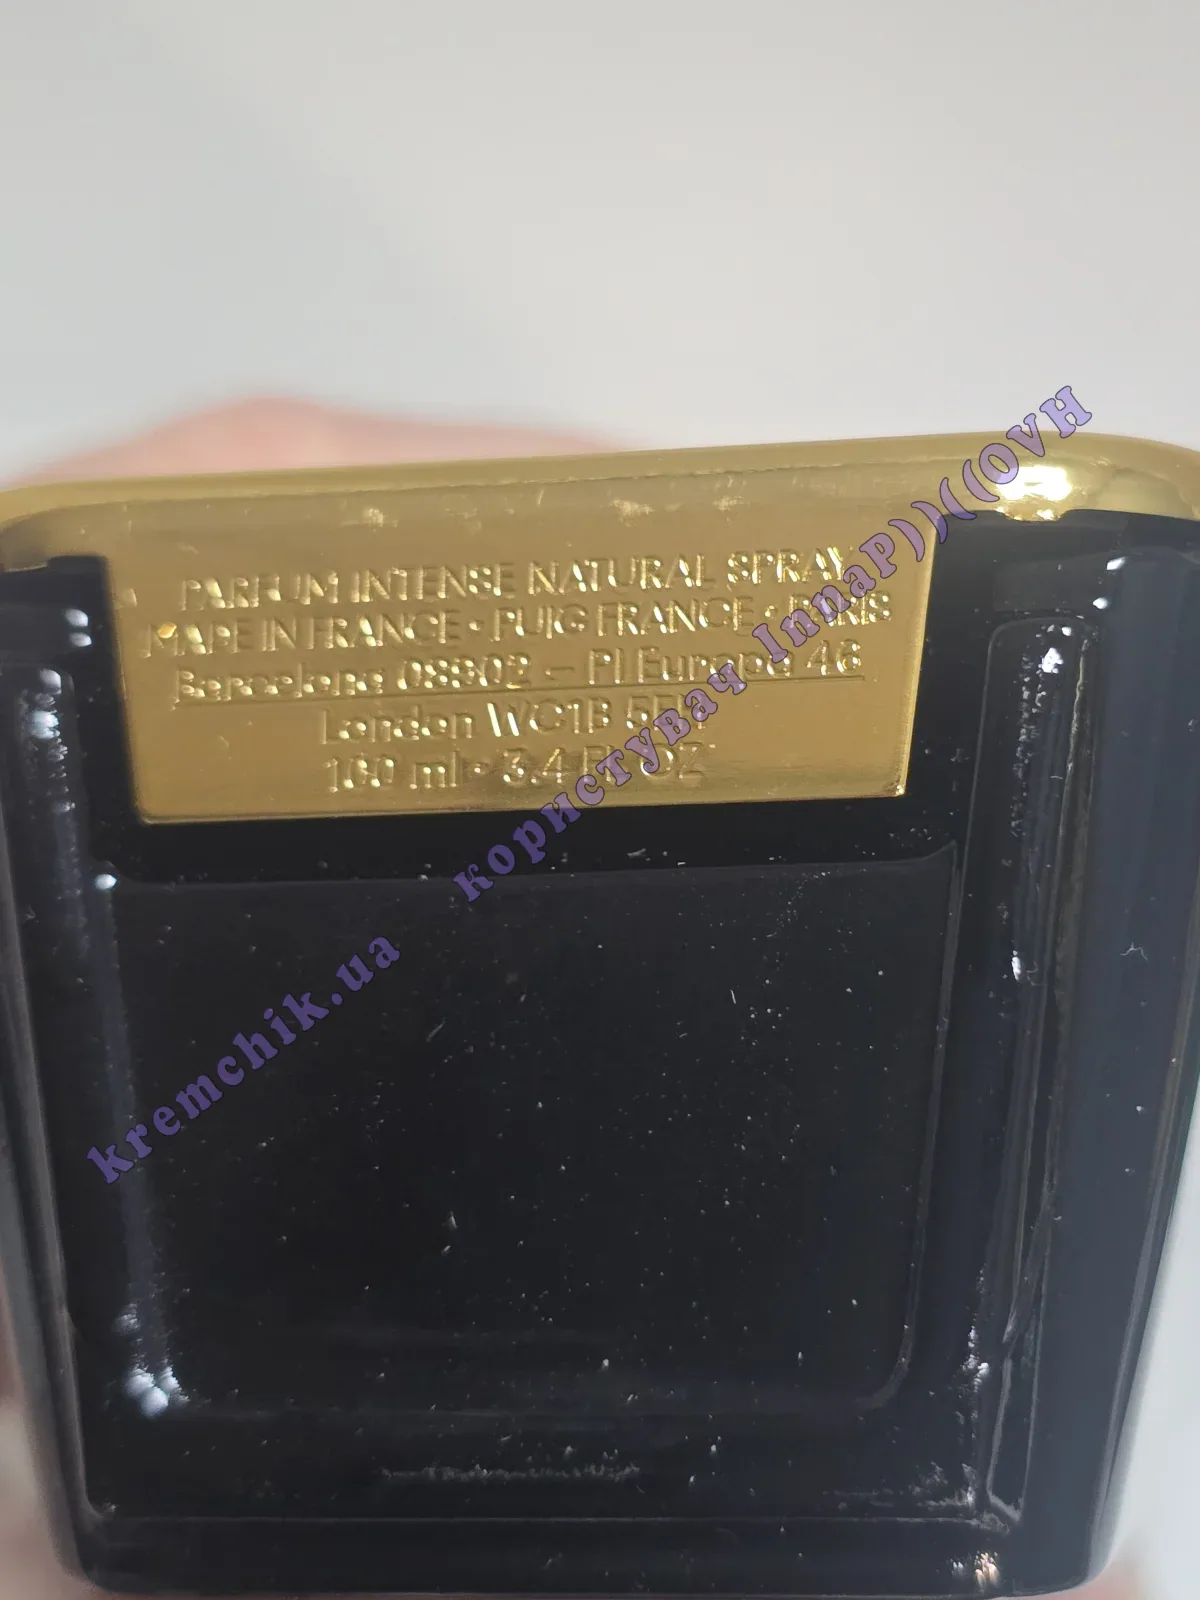 PARFUM INTENSE NATURAL SPRAY
MADE IN FRANCE • PUIG FRANCE • PARIS
Barcelona 08902 – Pl Europa 46
London WC1B
100 ml • 3.4 Fl OZ
kremchik.ua користувач InnaP))((OVH